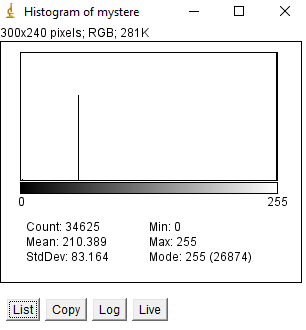 Histogram of mystere
300x240 pixels; RGB; 281K
0 255
Count: 34625 Min: 0
Mean: 210.389 Max: 255
StdDev: 83.164 Mode: 255 (26874)
List Copy Log Live